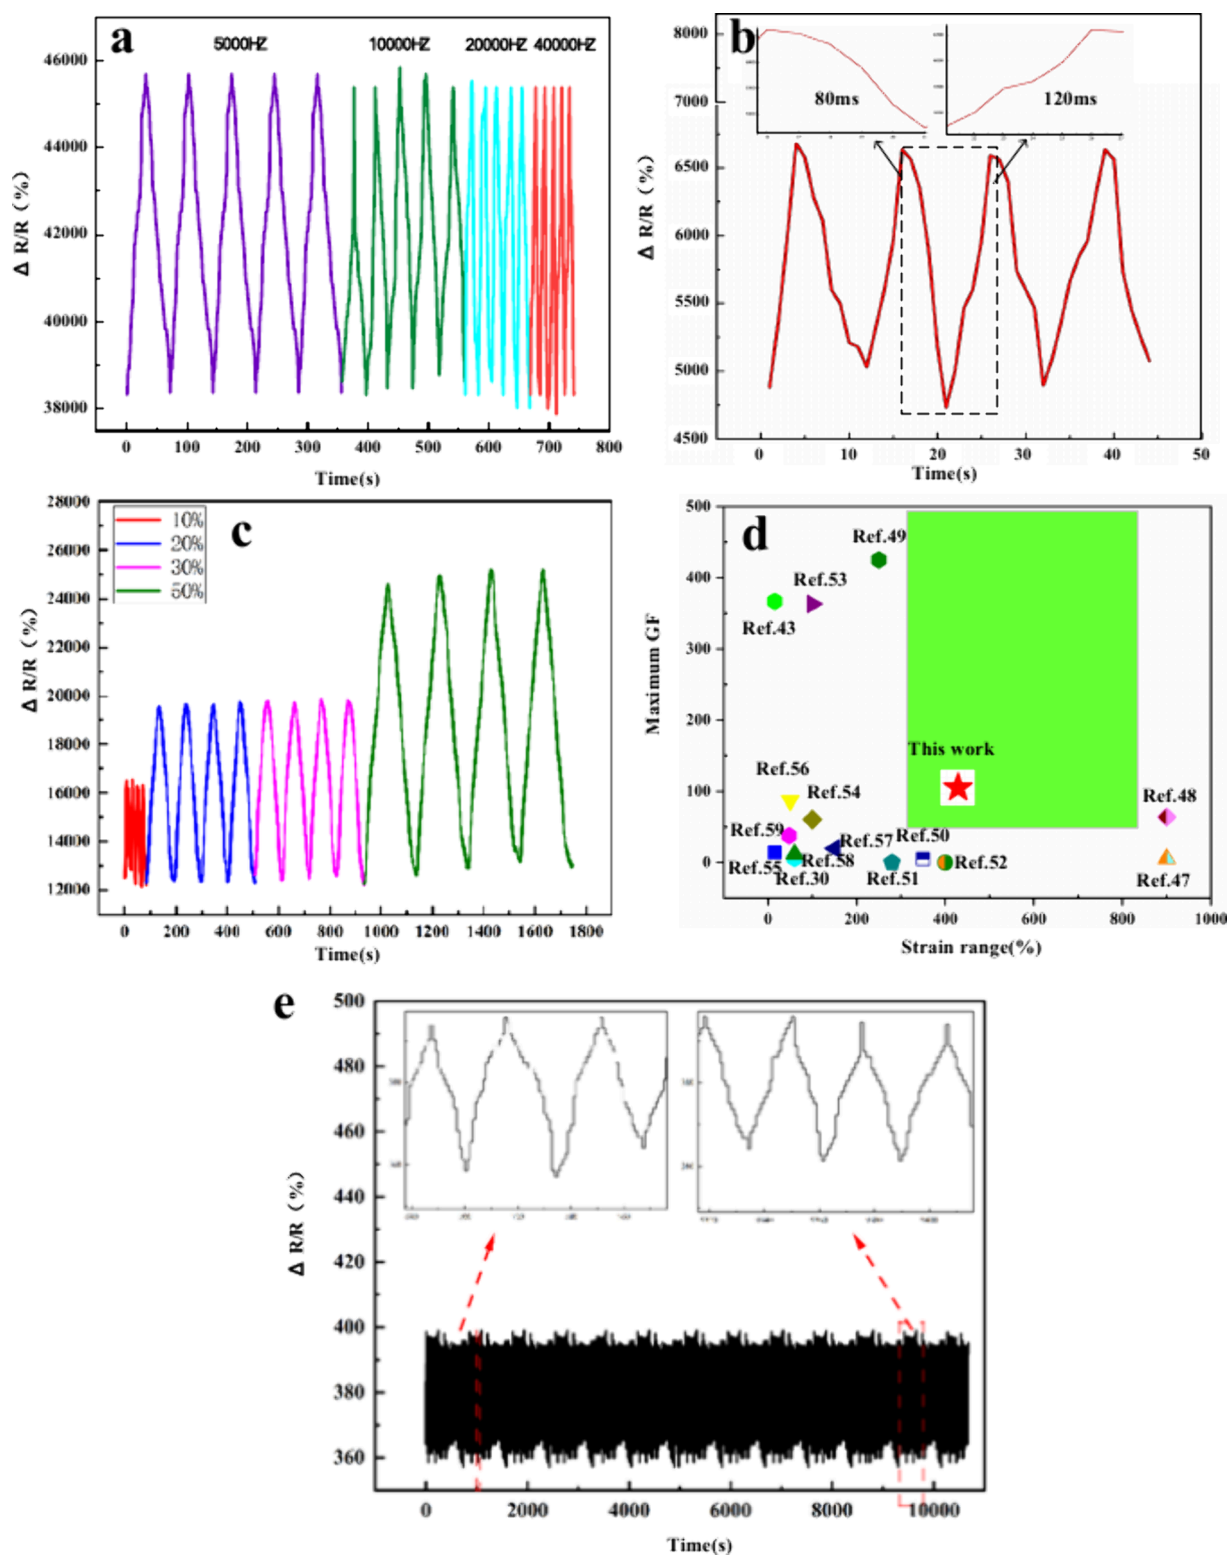 a
5000HZ
10000HZ
20000HZ
40000HZ
46000
44000
42000
40000
38000
Δ R/R (%)
0 100 200 300 400 500 600 700 800
Time(s)
b
80ms
120ms
8000
7000
6500
6000
5500
5000
4500
Δ R/R (%)
0 10 20 30 40 50
Time(s)
c
10%
20%
30%
50%
28000
26000
24000
22000
20000
18000
16000
14000
12000
Δ R/R (%)
0 200 400 600 800 1000 1200 1400 1600 1800
Time(s)
d
500
400
300
200
100
0
Maximum GF
Ref.49
Ref.53
Ref.43
This work
Ref.56
Ref.54
Ref.48
Ref.59
Ref.57
Ref.50
Ref.55
Ref.58
Ref.52
Ref.30
Ref.51
Ref.47
0 200 400 600 800 1000
Strain range(%)
e
500
480
460
440
420
400
380
360
Δ R/R (%)
0 2000 4000 6000 8000 10000
Time(s)